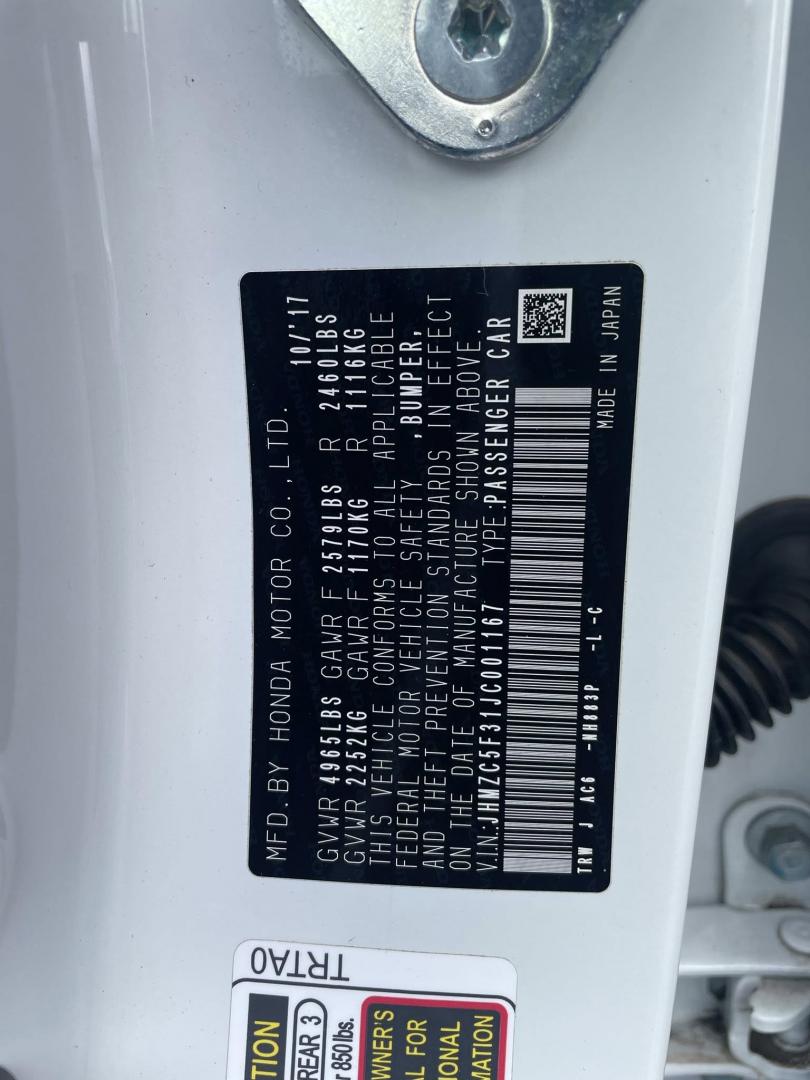 MFD. BY HONDA MOTOR CO.,LTD. 10/'17
GVWR 4965LBS GAWR F 2579LBS R 2460LBS
GVWR 2252KG GAWR F 1170KG R 1116KG
THIS VEHICLE CONFORMS TO ALL APPLICABLE
FEDERAL MOTOR VEHICLE SAFETY ,BUMPER,
AND THEFT PREVENTION STANDARDS IN EFFECT
ON THE DATE OF MANUFACTURE SHOWN ABOVE.
V.I.N:JHMZC5F31JC001167 TYPE:PASSENGER CAR
TRW J AC6 -NH883P -L-C
MADE IN JAPAN
TRTA0
TION
REAR 3
r 850 lbs.
WNER'S
AL FOR
IONAL
MATION